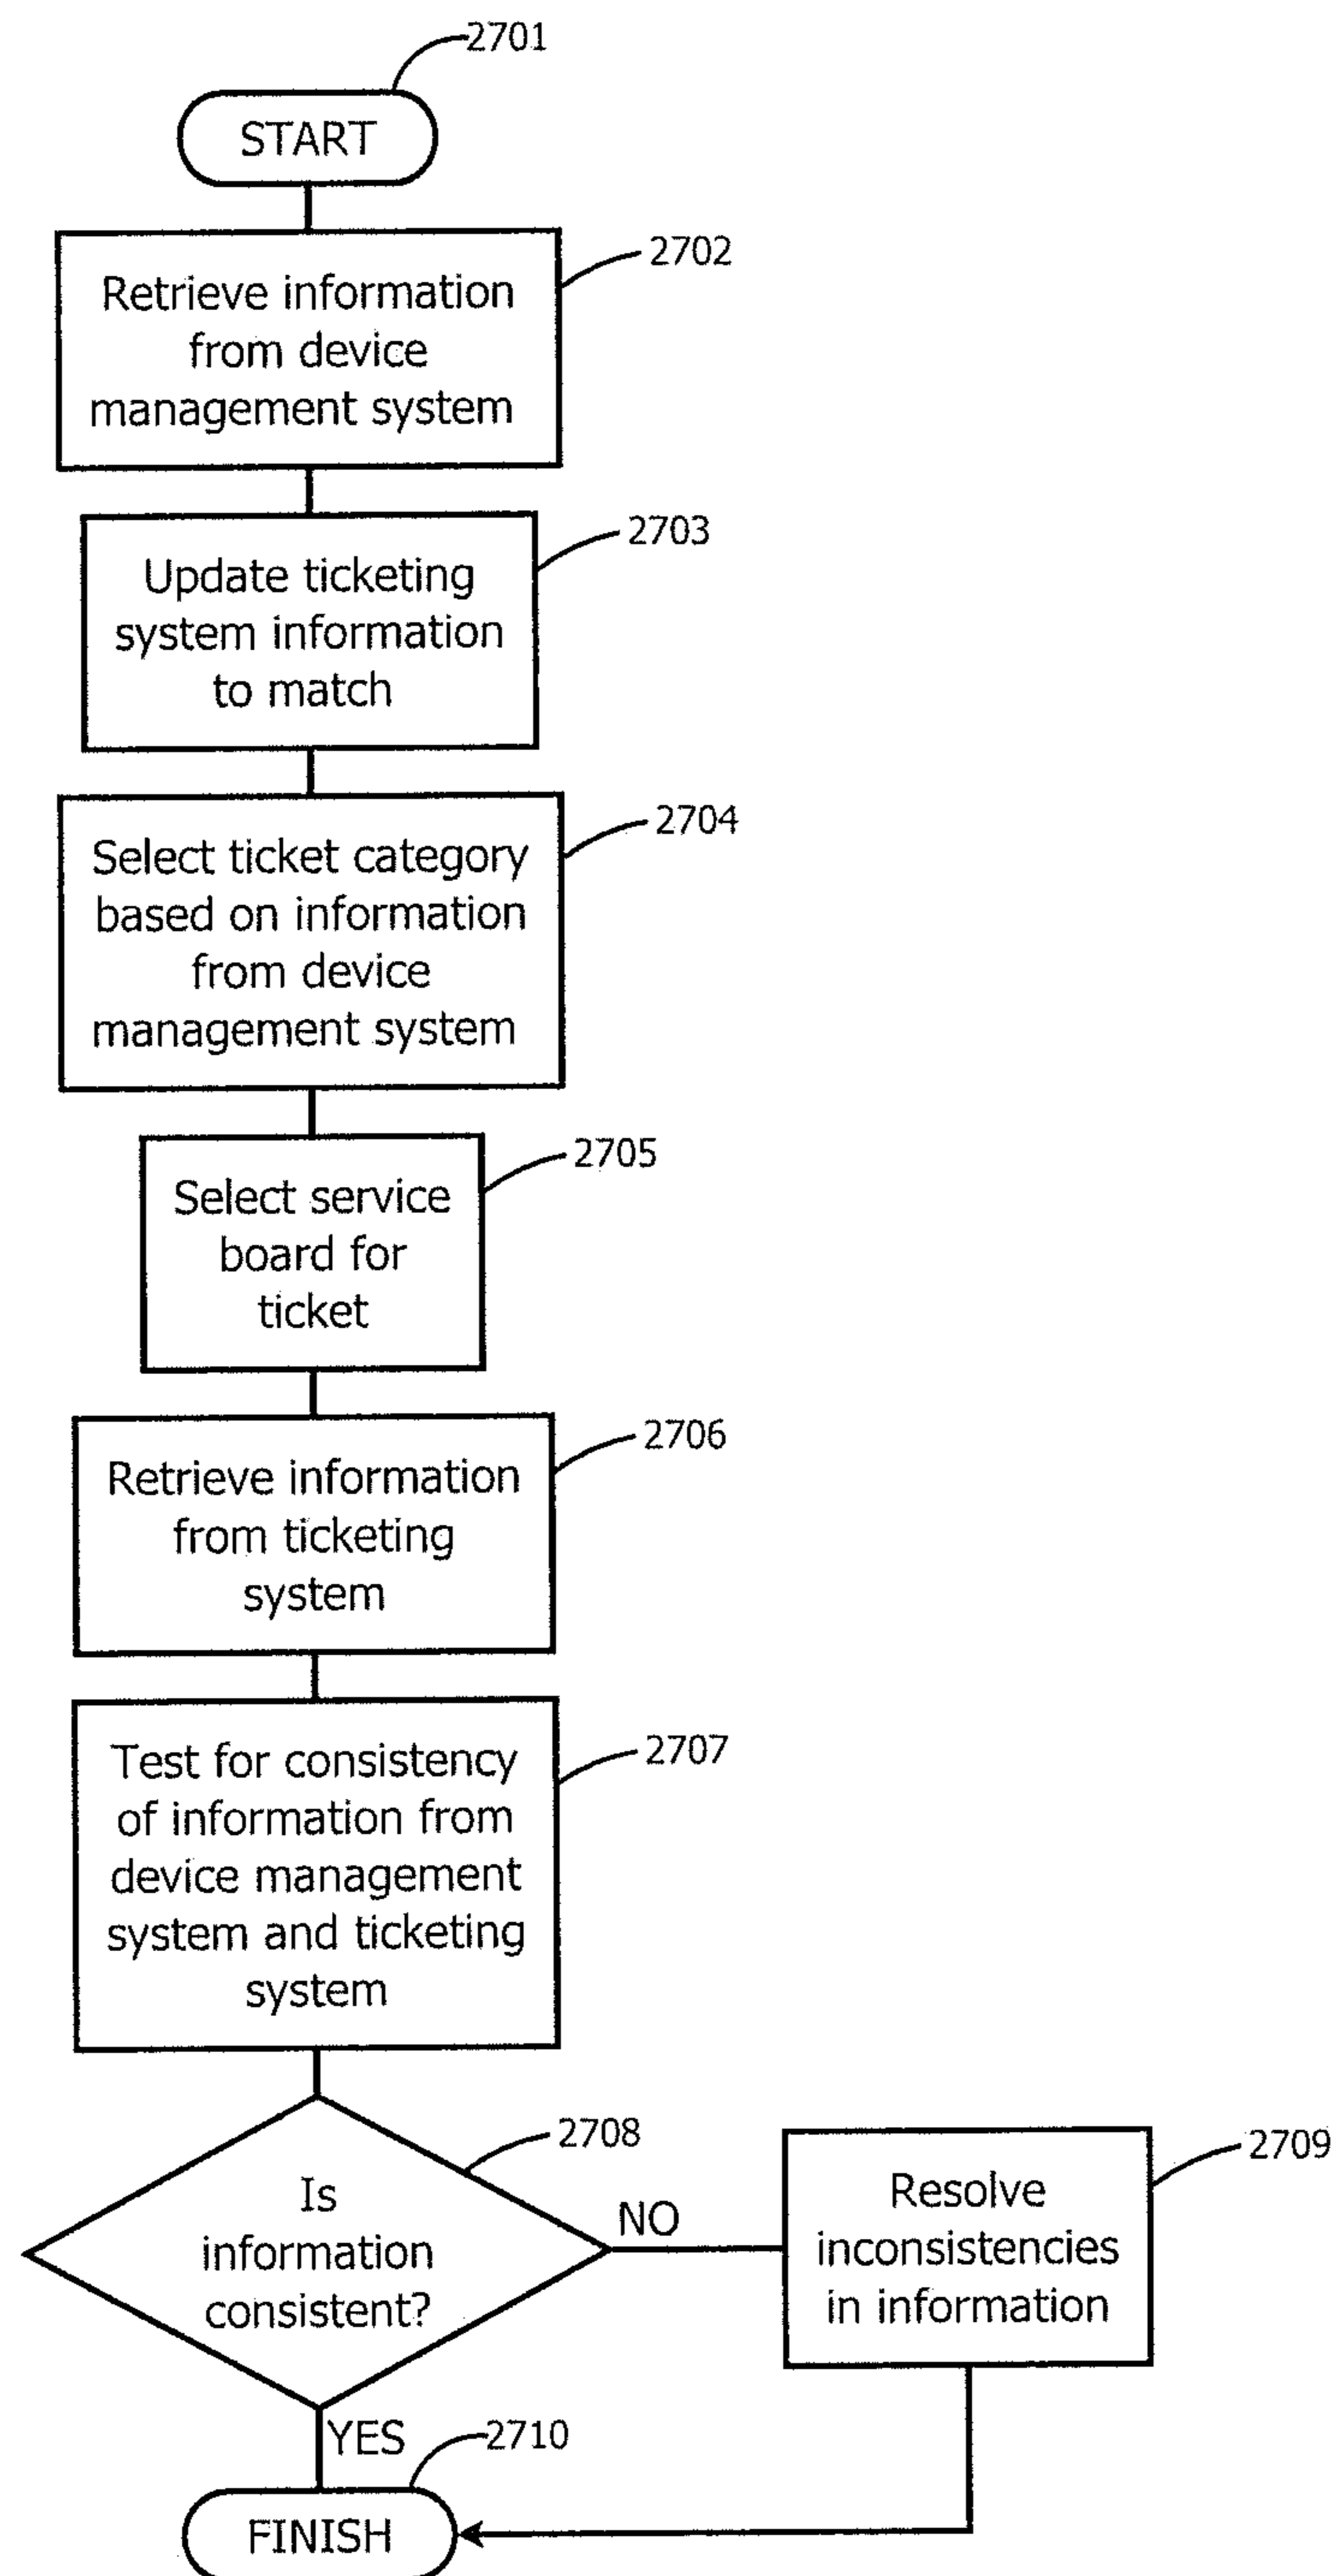 2701
START
2702
Retrieve information
from device
management system
2703
Update ticketing
system information
to match
2704
Select ticket category
based on information
from device
management system
2705
Select service
board for
ticket
2706
Retrieve information
from ticketing
system
2707
Test for consistency
of information from
device management
system and ticketing
system
2708
Is
information
consistent?
NO
2709
Resolve
inconsistencies
in information
YES
2710
FINISH